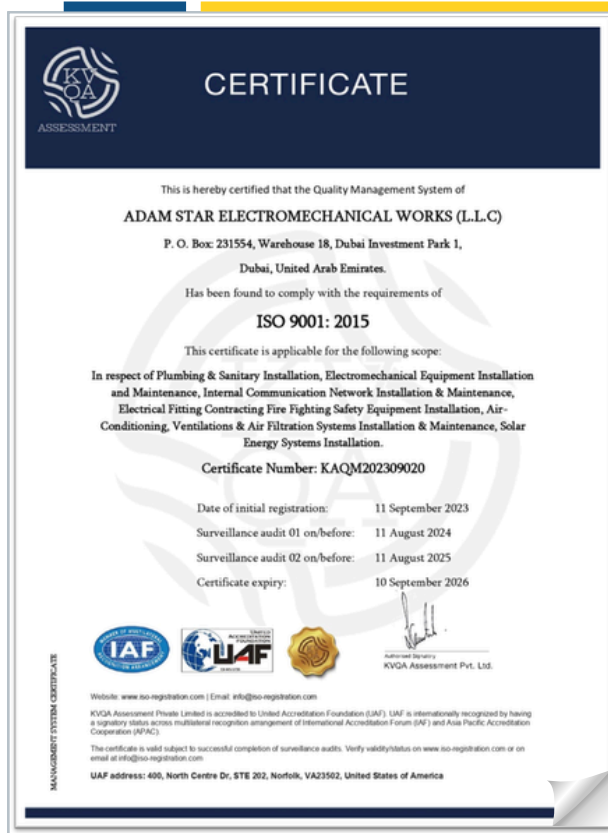 KV
QA
ASSESSMENT
CERTIFICATE
This is hereby certified that the Quality Management System of
ADAM STAR ELECTROMECHANICAL WORKS (L.L.C)
P. O. Box: 231554, Warehouse 18, Dubai Investment Park 1,
Dubai, United Arab Emirates.
Has been found to comply with the requirements of
ISO 9001: 2015
This certificate is applicable for the following scope:
In respect of Plumbing & Sanitary Installation, Electromechanical Equipment Installation
and Maintenance, Internal Communication Network Installation & Maintenance,
Electrical Fitting Contracting Fire Fighting Safety Equipment Installation, Air-
Conditioning, Ventilations & Air Filtration Systems Installation & Maintenance, Solar
Energy Systems Installation.
Certificate Number: KAQM202309020
Date of initial registration: 11 September 2023
Surveillance audit 01 on/before: 11 August 2024
Surveillance audit 02 on/before: 11 August 2025
Certificate expiry: 10 September 2026
MEMBER OF MULTILATERAL
IAF
RECOGNITION ARRANGEMENT
UNITED
ACCREDITATION
FOUNDATION
UAF
Authorised Signatory
KVQA Assessment Pvt. Ltd.
MANAGEMENT SYSTEM CERTIFICATE
Website: www.iso-registration.com | Email: info@iso-registration.com
KVQA Assessment Private Limited is accredited to United Accreditation Foundation (UAF). UAF is internationally recognized by having
a signatory status across multilateral recognition arrangement of International Accreditation Forum (IAF) and Asia Pacific Accreditation
Cooperation (APAC).
The certificate is valid subject to successful completion of surveillance audits. Verify validity/status on www.iso-registration.com or on
email at info@iso-registration.com
UAF address: 400, North Centre Dr, STE 202, Norfolk, VA23502, United States of America